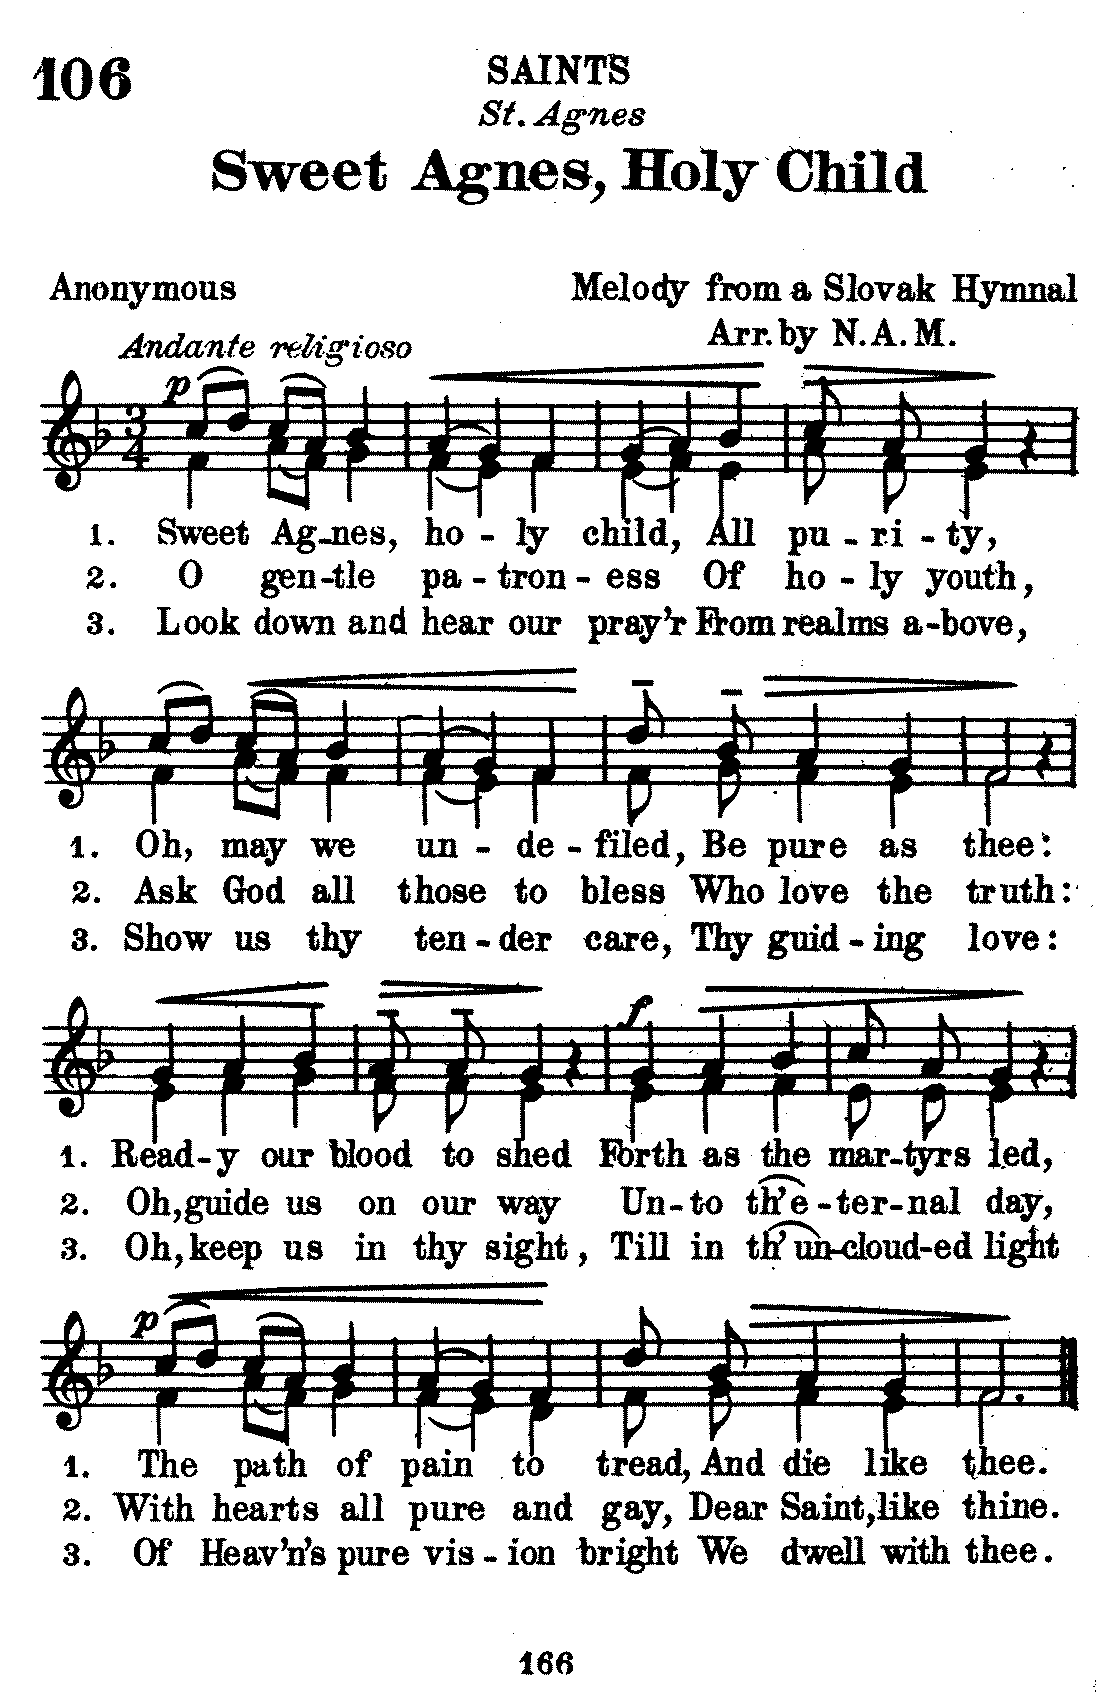 106
SAINTS
St. Agnes
Sweet Agnes, Holy Child
Anonymous
Melody from a Slovak Hymnal
Arr. by N. A. M.
Andante religioso
p
3
4
1. Sweet Ag-nes, ho - ly child, All pu - ri - ty,
2. O gen-tle pa - tron - ess Of ho - ly youth,
3. Look down and hear our pray'r From realms a-bove,
1. Oh, may we un - de - filed, Be pure as thee:
2. Ask God all those to bless Who love the truth:
3. Show us thy ten - der care, Thy guid - ing love:
f
1. Read-y our blood to shed Forth as the mar-tyrs led,
2. Oh, guide us on our way Un-to th'e-ter-nal day,
3. Oh, keep us in thy sight, Till in th'un-cloud-ed light
p
1. The path of pain to tread, And die like thee.
2. With hearts all pure and gay, Dear Saint, like thine.
3. Of Heav'n's pure vis - ion bright We dwell with thee.
166